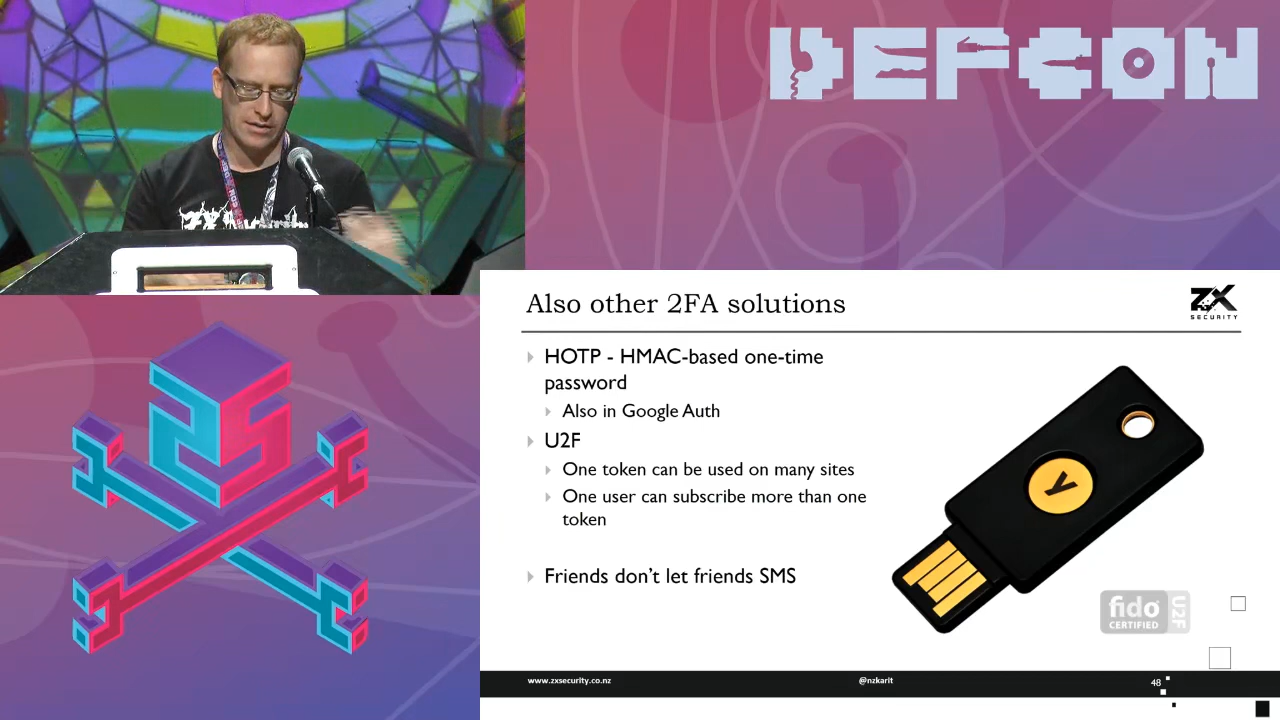 DEFCON
Also other 2FA solutions
ZX
SECURITY
HOTP - HMAC-based one-time
password
Also in Google Auth
U2F
One token can be used on many sites
One user can subscribe more than one
token
Friends don't let friends SMS
y
fido
CERTIFIED
U2F
www.zxsecurity.co.nz
@nzkarit
48